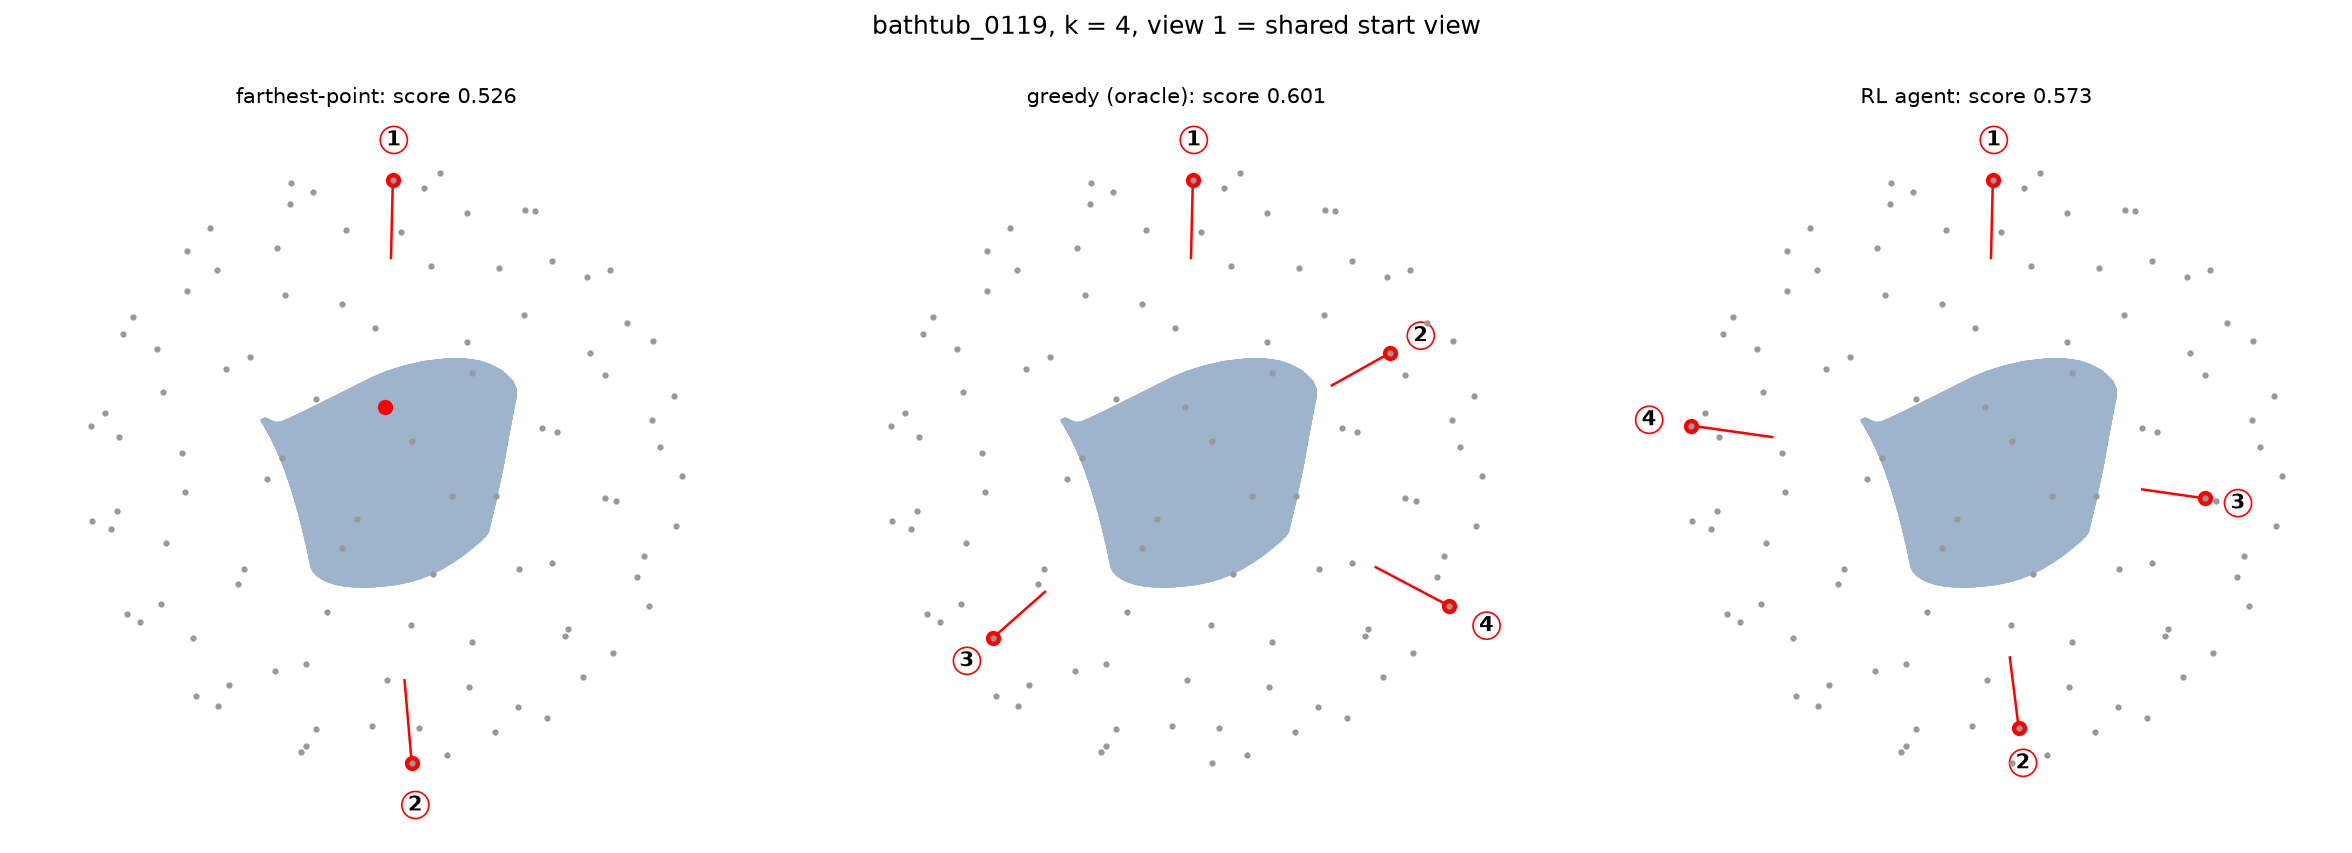 bathtub_0119, k = 4, view 1 = shared start view
farthest-point: score 0.526
1
2
greedy (oracle): score 0.601
1
2
3
4
RL agent: score 0.573
1
4
3
2